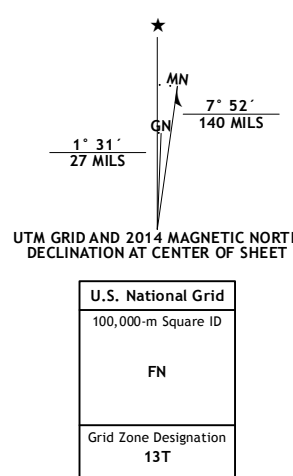 MN
GN
7° 52´
140 MILS
1° 31´
27 MILS
UTM GRID AND 2014 MAGNETIC NORTH
DECLINATION AT CENTER OF SHEET
U.S. National Grid
100,000-m Square ID
FN
Grid Zone Designation
13T